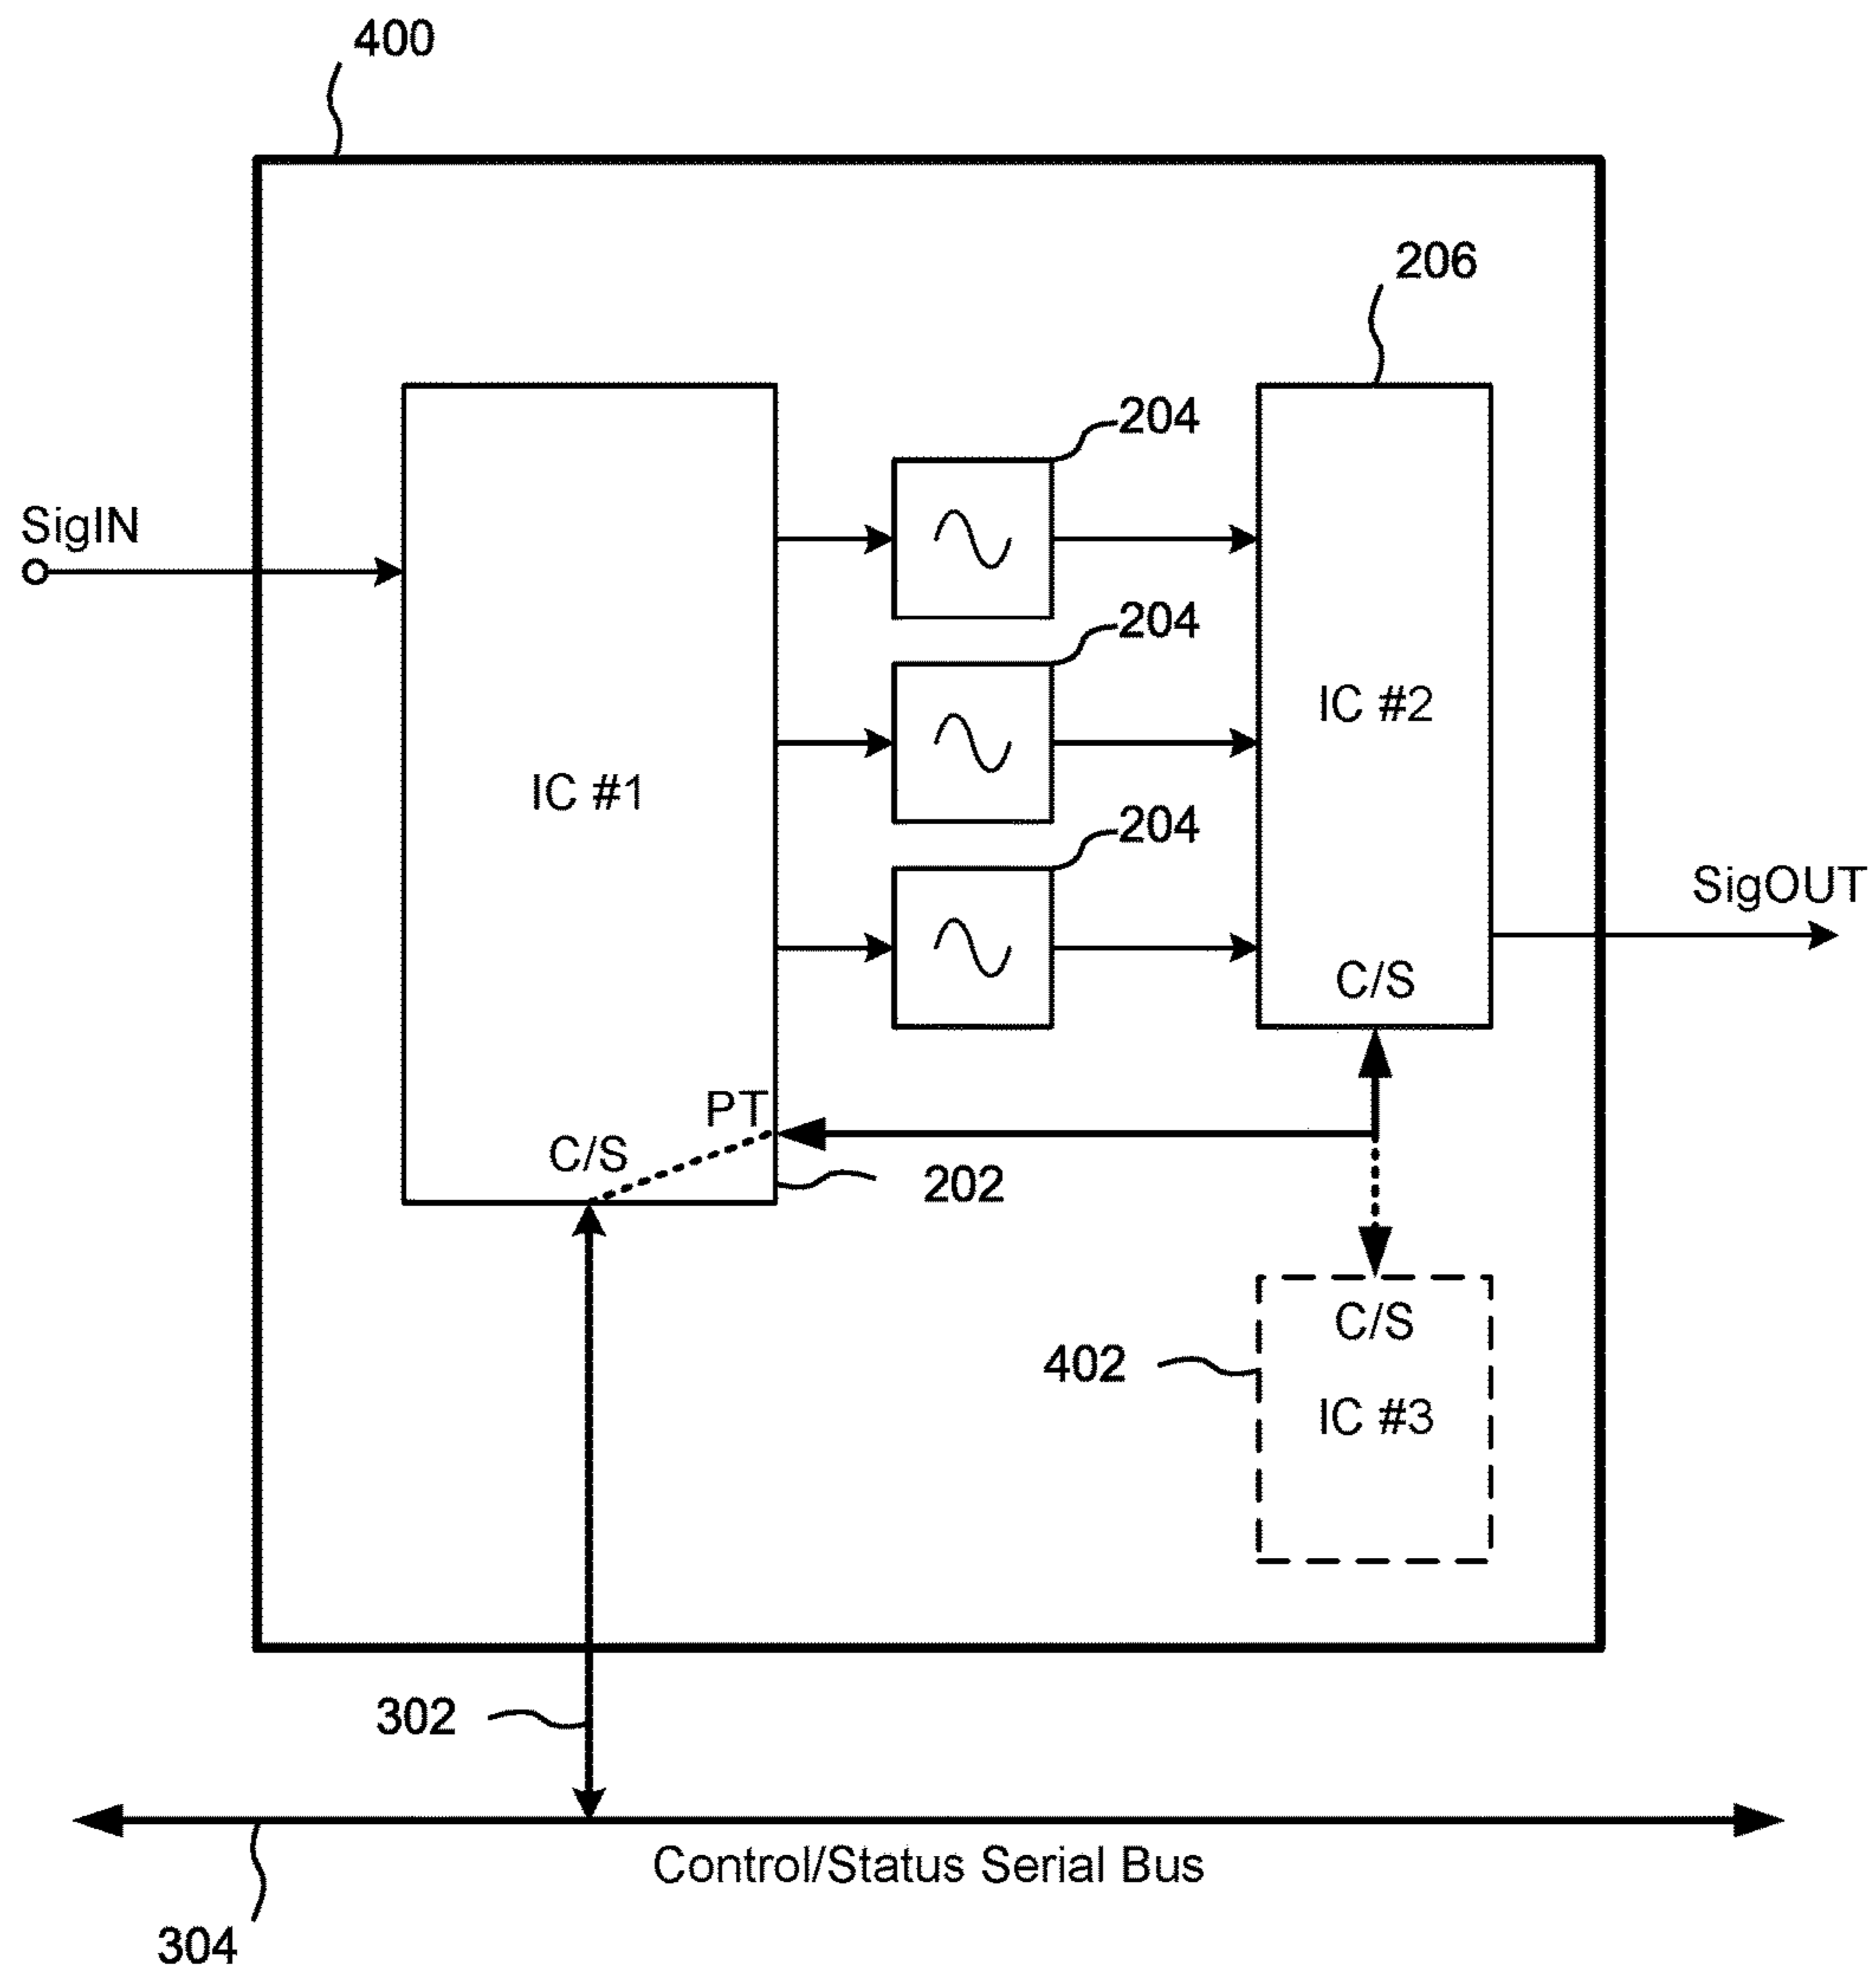 400
206
204
SigIN
204
IC #2
IC #1
204
SigOUT
C/S
PT
C/S
202
C/S
402
IC #3
302
Control/Status Serial Bus
304